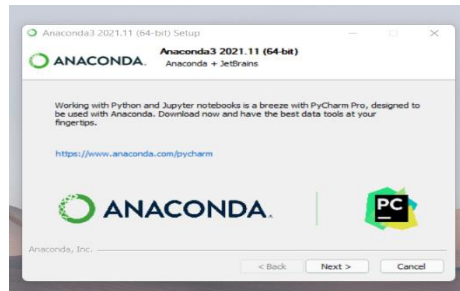 Anaconda3 2021.11 (64-bit) Setup
ANACONDA.
Anaconda3 2021.11 (64-bit)
Anaconda + JetBrains
Working with Python and Jupyter notebooks is a breeze with PyCharm Pro, designed to
be used with Anaconda. Download now and have the best data tools at your
fingertips.
https://www.anaconda.com/pycharm
ANACONDA.
PC
Anaconda, Inc.
< Back
Next >
Cancel